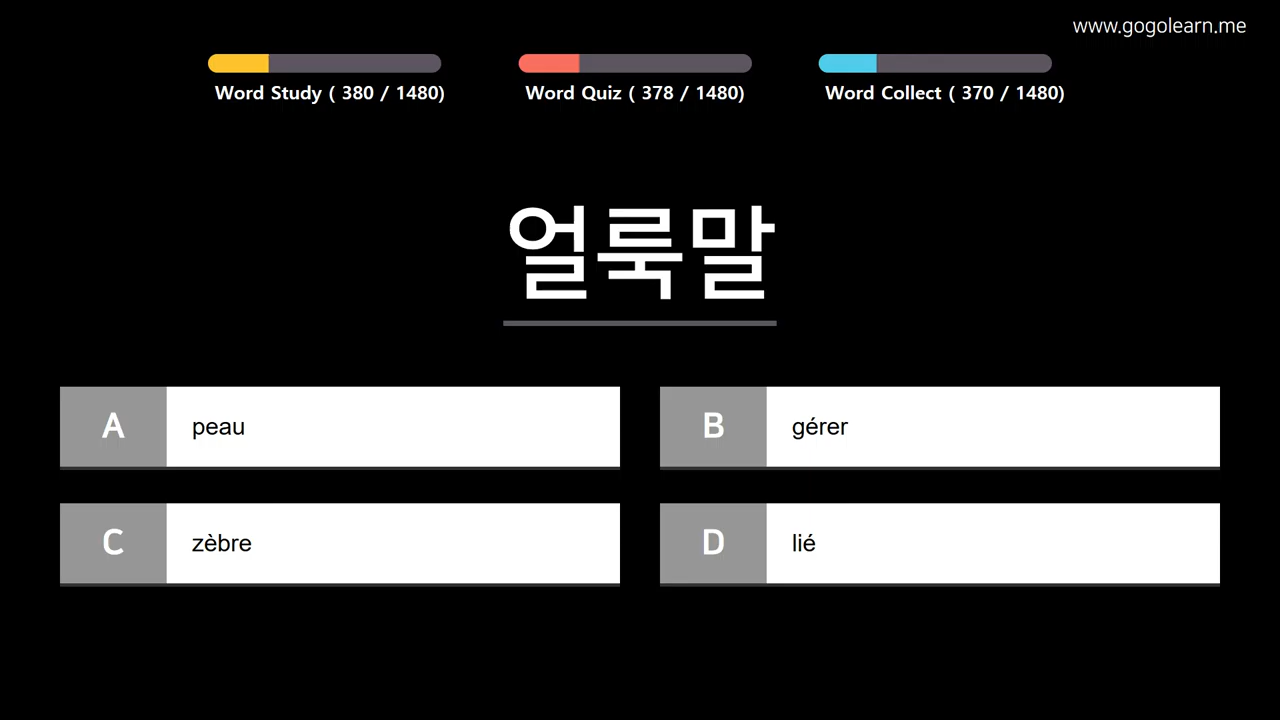 www.gogolearn.me
Word Study ( 380 / 1480)
Word Quiz ( 378 / 1480)
Word Collect ( 370 / 1480)
얼룩말
A peau
B gérer
C zèbre
D lié